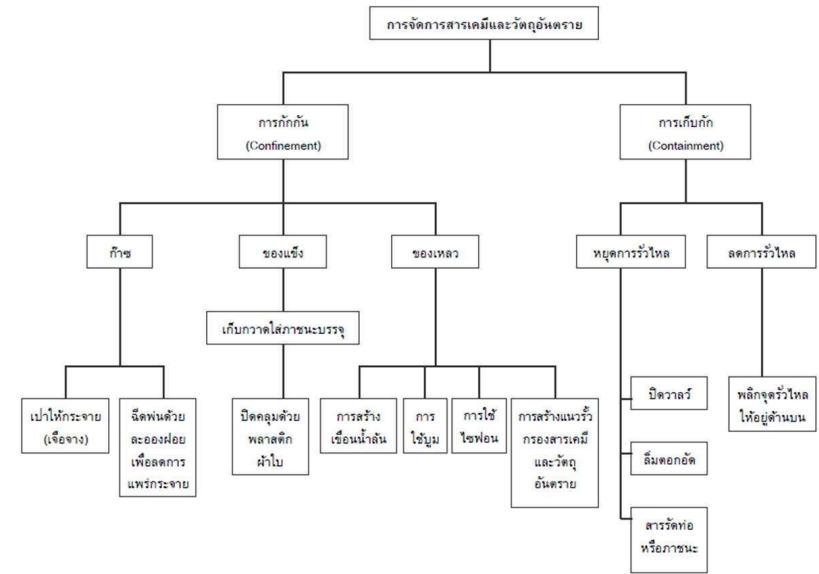 การจัดการสารเคมีและวัตถุอันตราย
การกักกัน
(Confinement)
การเก็บกัก
(Containment)
ก๊าซ
ของแข็ง
ของเหลว
หยุดการรั่วไหล
ลดการรั่วไหล
เก็บกวาดใส่ภาชนะบรรจุ
เป่าให้กระจาย
(เจือจาง)
ฉีดพ่นด้วย
ละอองฝอย
เพื่อลดการ
แพร่กระจาย
ปิดคลุมด้วย
พลาสติก
ผ้าใบ
การสร้าง
เขื่อนน้ำล้น
การ
ใช้บูม
การใช้
ไซฟอน
การสร้างแนวรั้ว
กรองสารเคมี
และวัตถุ
อันตราย
ปิดวาลว์
ลิ่มตอกอัด
สารรัดท่อ
หรือภาชนะ
พลิกจุดรั่วไหล
ให้อยู่ด้านบน